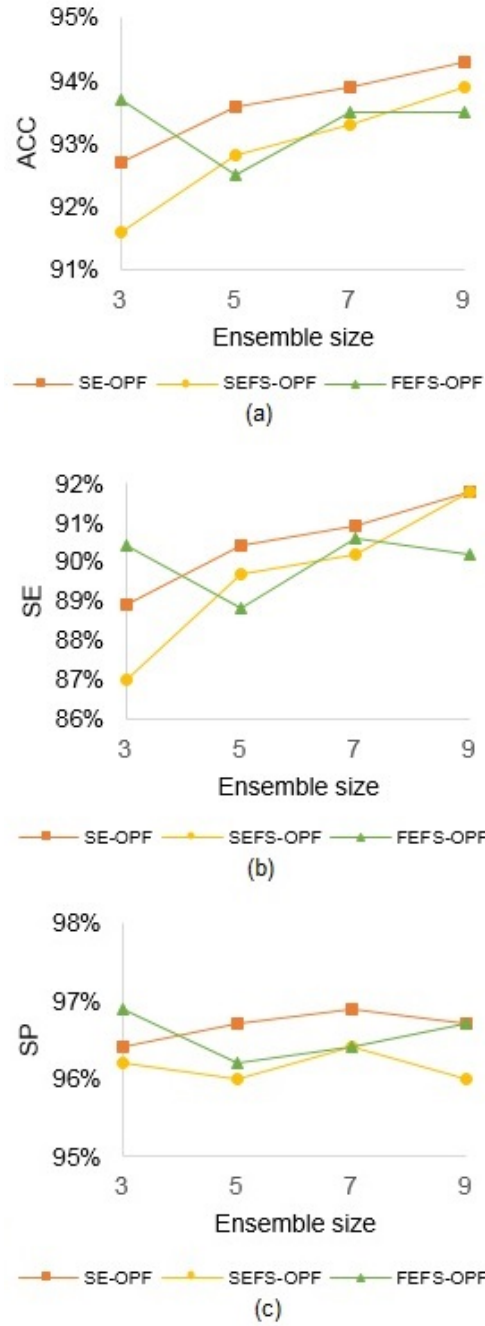 95%
94%
93%
92%
91%
ACC
3 5 7 9
Ensemble size
SE-OPF SEFS-OPF FEFS-OPF
(a)
92%
91%
90%
89%
88%
87%
86%
SE
3 5 7 9
Ensemble size
SE-OPF SEFS-OPF FEFS-OPF
(b)
98%
97%
96%
95%
SP
3 5 7 9
Ensemble size
SE-OPF SEFS-OPF FEFS-OPF
(c)